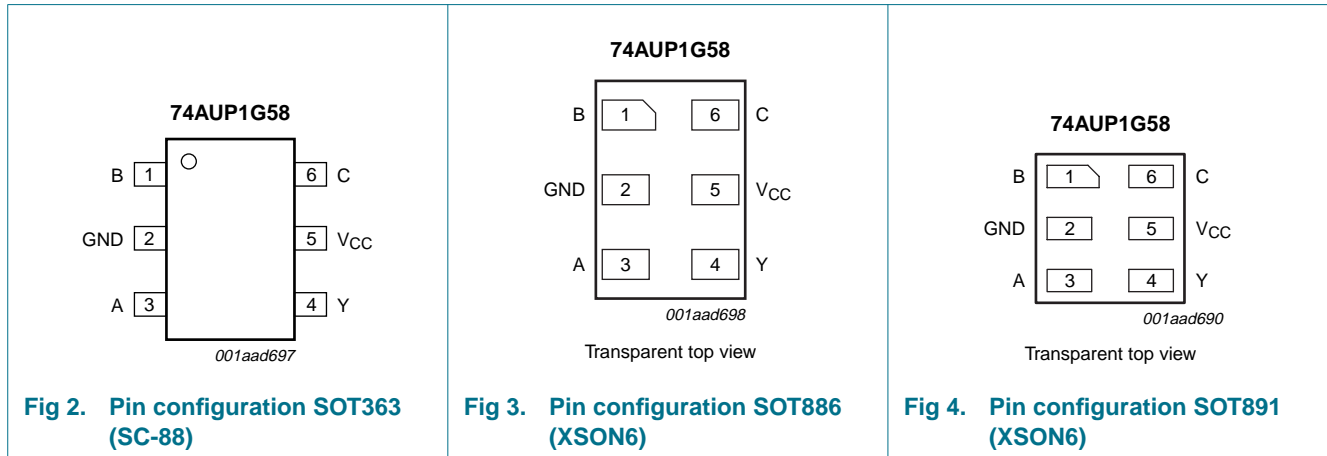 74AUP1G58
B 1 6 C
GND 2 5 VCC
A 3 4 Y
001aad697
Fig 2. Pin configuration SOT363
(SC-88)
74AUP1G58
B 1 6 C
GND 2 5 VCC
A 3 4 Y
001aad698
Transparent top view
Fig 3. Pin configuration SOT886
(XSON6)
74AUP1G58
B 1 6 C
GND 2 5 VCC
A 3 4 Y
001aad690
Transparent top view
Fig 4. Pin configuration SOT891
(XSON6)